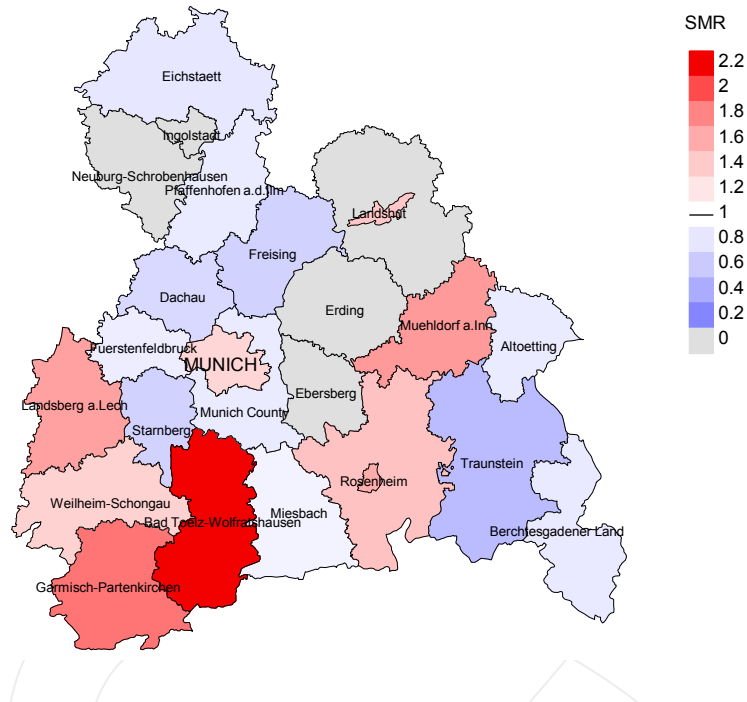 SMR
2.2
2
1.8
1.6
1.4
1.2
1
0.8
0.6
0.4
0.2
0
Eichstaett
Ingolstadt
Neuburg-Schrobenhausen
Pfaffenhofen a.d.Ilm
Landshut
Freising
Dachau
Erding
Muehldorf a.Inn
Altoetting
Fuerstenfeldbruck
MUNICH
Ebersberg
Landsberg a.Lech
Munich County
Starnberg
Traunstein
Rosenheim
Weilheim-Schongau
Miesbach
Bad Toelz-Wolfratshausen
Berchtesgadener Land
Garmisch-Partenkirchen